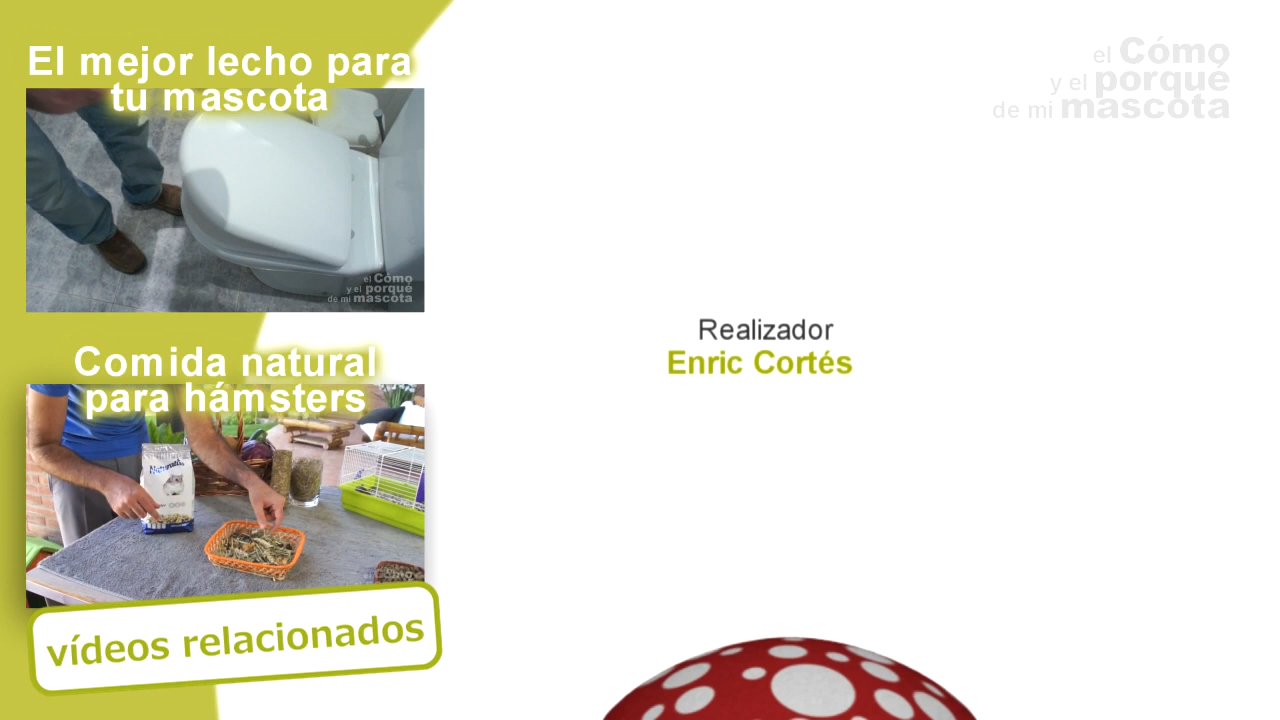 El mejor lecho para
tu mascota
el Cómo
y el porqué
de mi mascota
Comida natural
para hámsters
vídeos relacionados
el Cómo
y el porqué
de mi mascota
Realizador
Enric Cortés